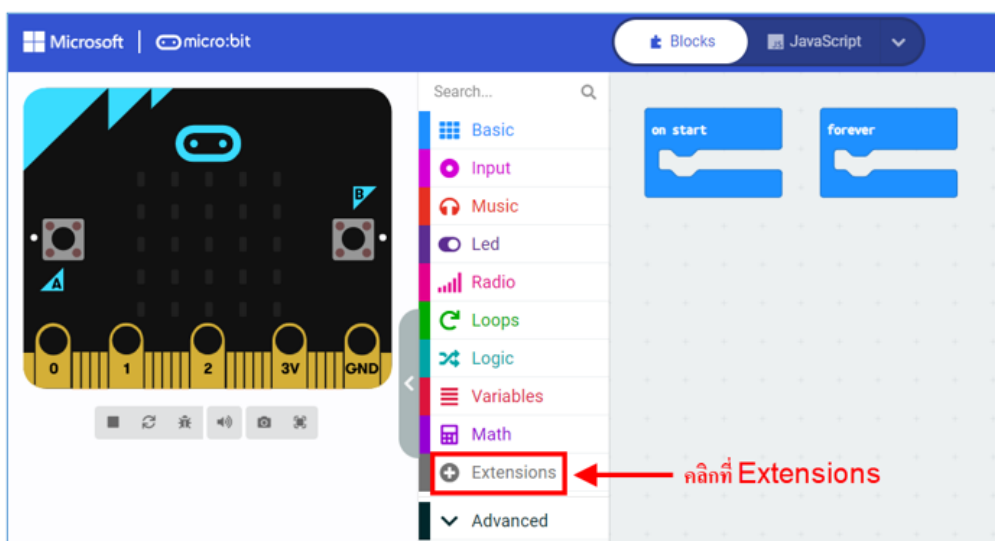 Microsoft micro:bit
Blocks
JavaScript
Search...
Basic
Input
Music
Led
Radio
Loops
Logic
Variables
Math
Extensions
Advanced
B
A
0 1 2 3V GND
on start
forever
คลิกที่ Extensions